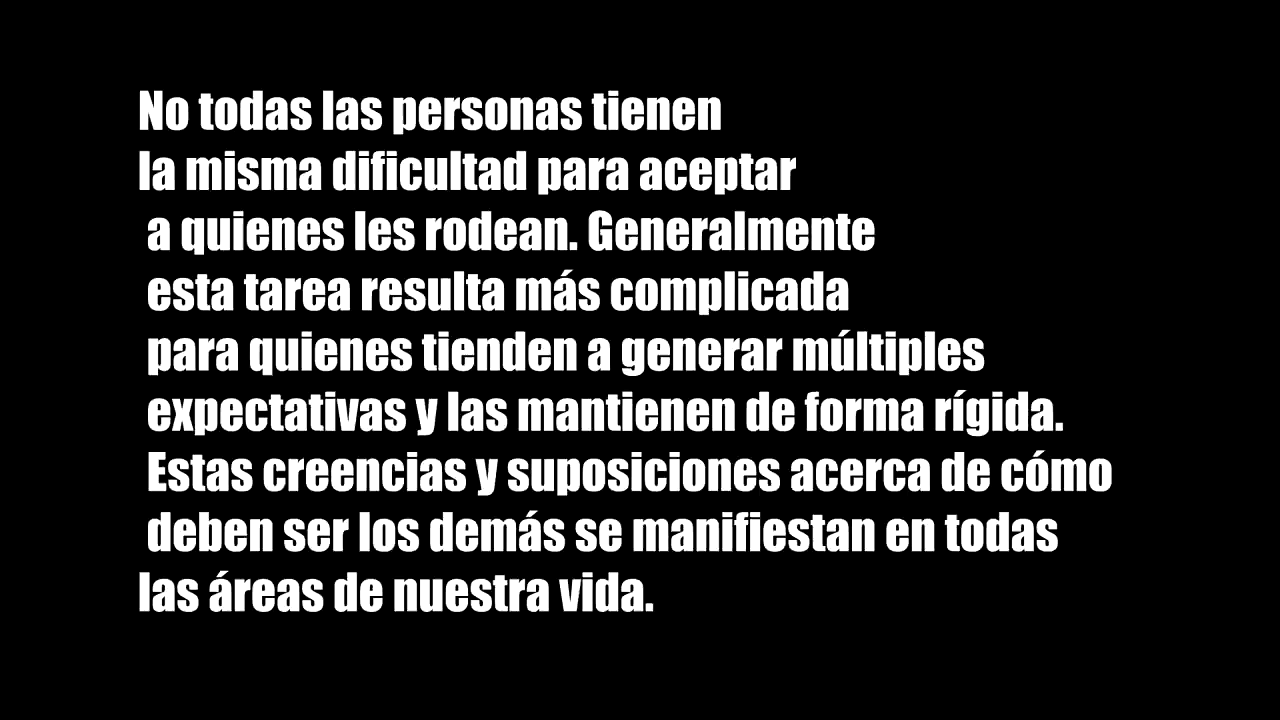 No todas las personas tienen
la misma dificultad para aceptar
a quienes les rodean. Generalmente
esta tarea resulta más complicada
para quienes tienden a generar múltiples
expectativas y las mantienen de forma rígida.
Estas creencias y suposiciones acerca de cómo
deben ser los demás se manifiestan en todas
las áreas de nuestra vida.